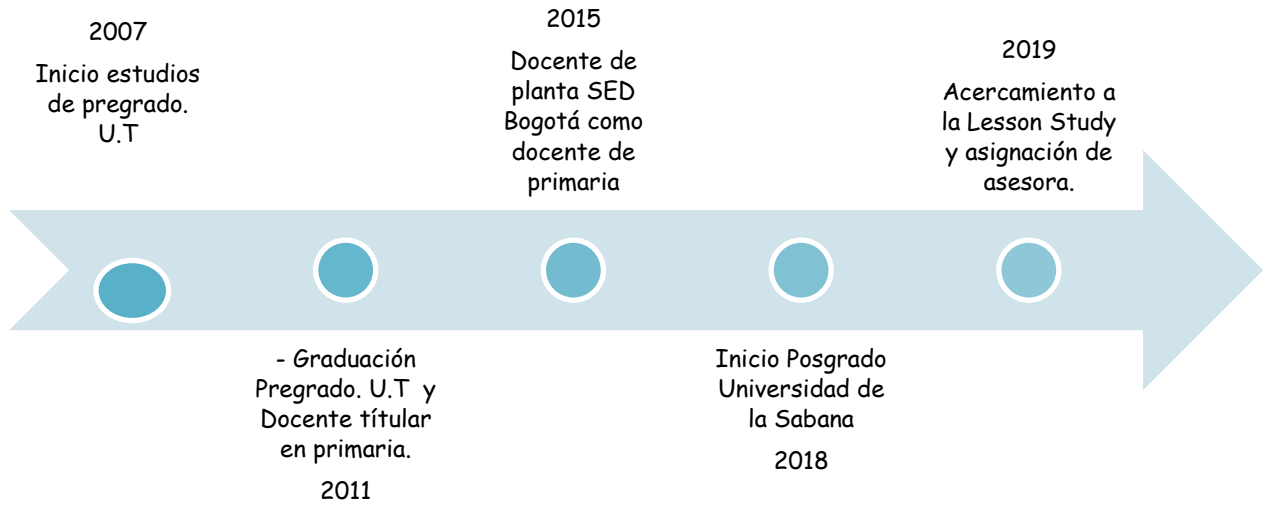 2007
Inicio estudios
de pregrado.
U.T
- Graduación
Pregrado. U.T y
Docente títular
en primaria.
2011
2015
Docente de
planta SED
Bogotá como
docente de
primaria
Inicio Posgrado
Universidad de
la Sabana
2018
2019
Acercamiento a
la Lesson Study
y asignación de
asesora.